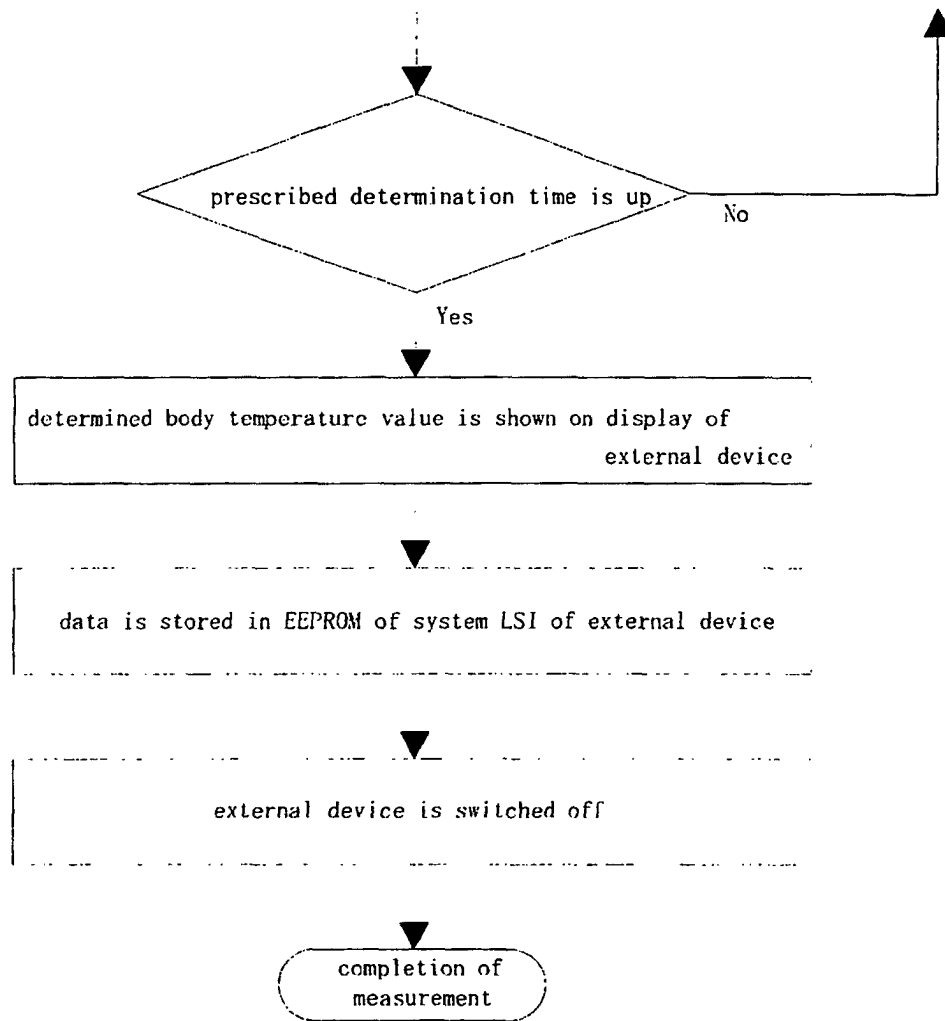 prescribed determination time is up
No
Yes
determined body temperature value is shown on display of
external device
data is stored in EEPROM of system LSI of external device
external device is switched off
completion of
measurement